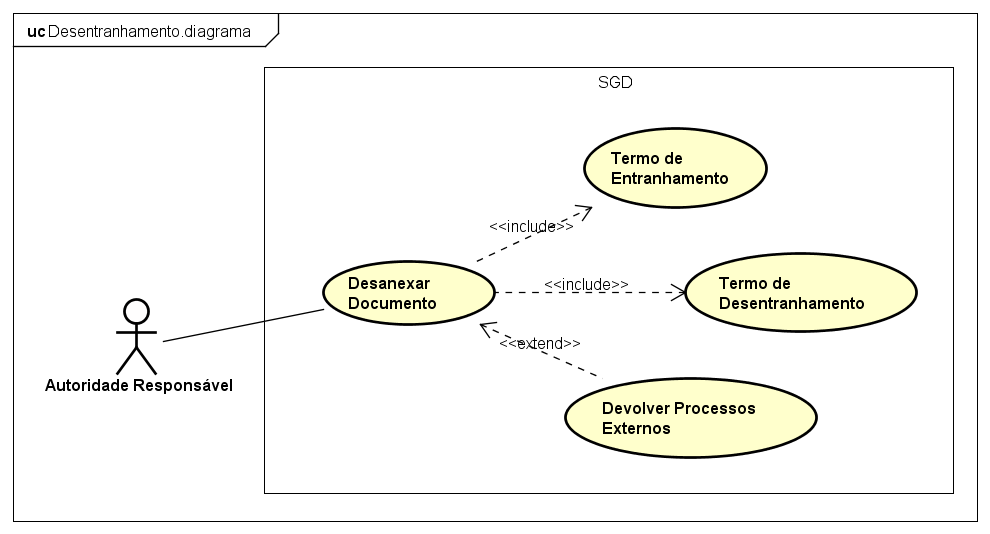 uc Desentranhamento.diagrama
SGD
Termo de
Entranhamento
<<include>>
Desanexar
Documento
<<include>>
Termo de
Desentranhamento
<<extend>>
Autoridade Responsável
Devolver Processos
Externos